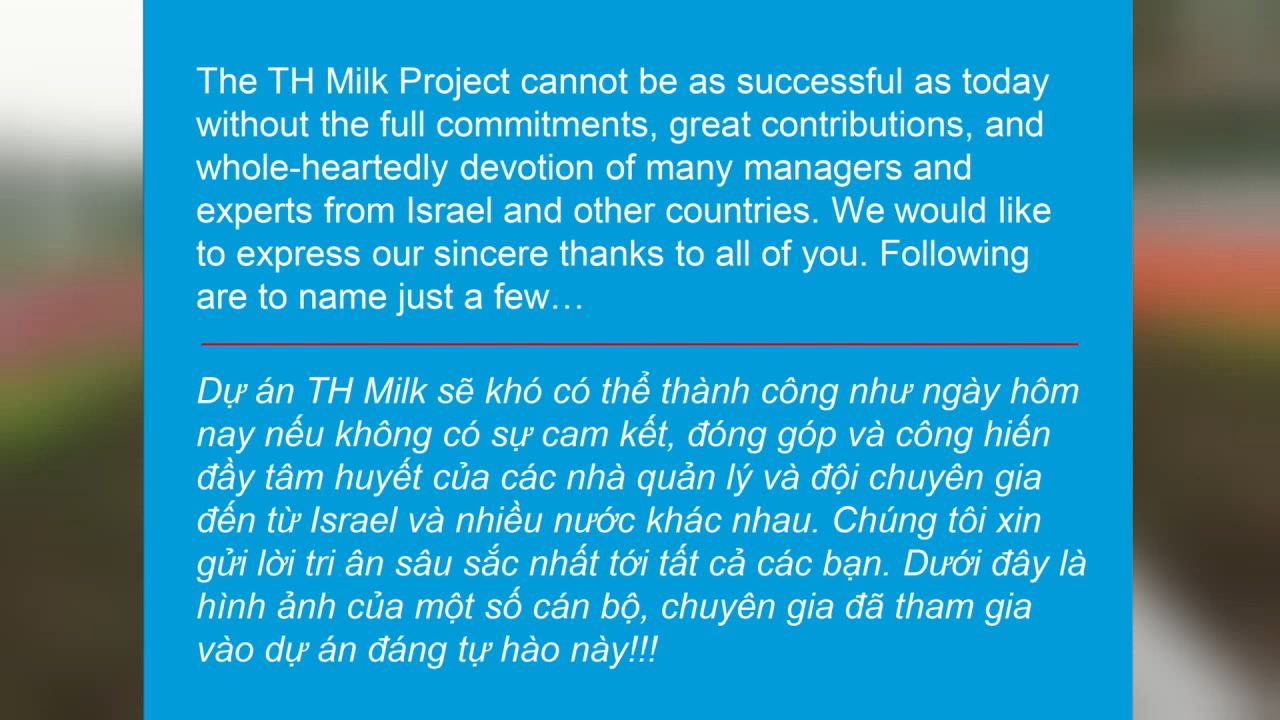 The TH Milk Project cannot be as successful as today
without the full commitments, great contributions, and
whole-heartedly devotion of many managers and
experts from Israel and other countries. We would like
to express our sincere thanks to all of you. Following
are to name just a few…
Dự án TH Milk sẽ khó có thể thành công như ngày hôm
nay nếu không có sự cam kết, đóng góp và công hiến
đầy tâm huyết của các nhà quản lý và đội chuyên gia
đến từ Israel và nhiều nước khác nhau. Chúng tôi xin
gửi lời tri ân sâu sắc nhất tới tất cả các bạn. Dưới đây là
hình ảnh của một số cán bộ, chuyên gia đã tham gia
vào dự án đáng tự hào này!!!